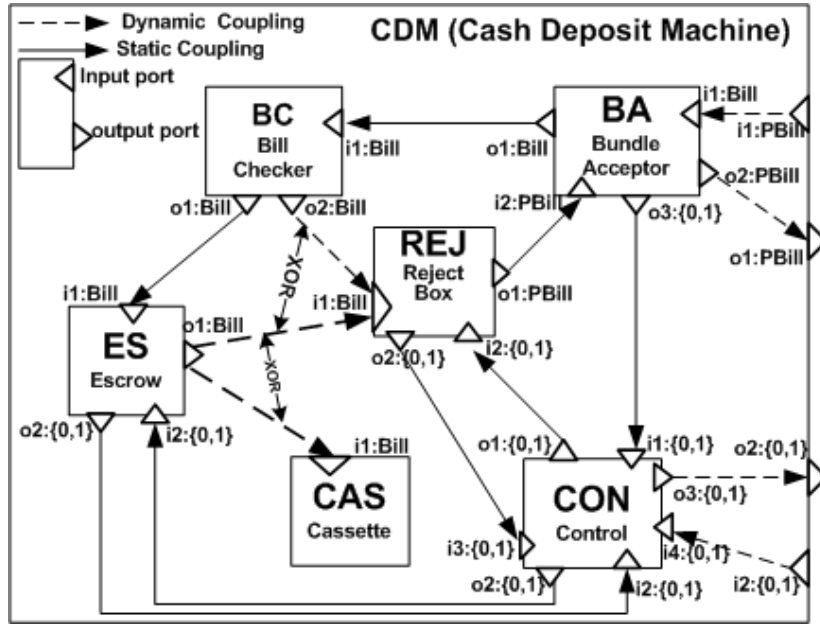 Dynamic Coupling
Static Coupling
CDM (Cash Deposit Machine)
Input port
output port
BC
Bill
Checker
i1:Bill
o1:Bill
o2:Bill
BA
Bundle
Acceptor
i1:Bill
i1:PBill
o1:Bill
o2:PBill
i2:PBill
o3:{0,1}
o1:PBill
REJ
Reject
Box
i1:Bill
o1:PBill
o2:{0,1}
i2:{0,1}
XOR
XOR
i1:Bill
o1:Bill
ES
Escrow
o2:{0,1}
i2:{0,1}
i1:Bill
CAS
Cassette
o1:{0,1}
i1:{0,1}
o2:{0,1}
CON
Control
o3:{0,1}
i3:{0,1}
i4:{0,1}
o2:{0,1}
i2:{0,1}
i2:{0,1}